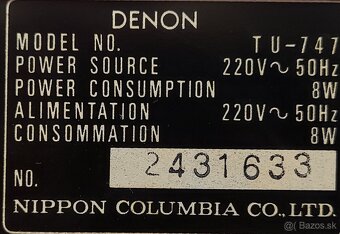 DENON
MODEL NO. TU-747
POWER SOURCE 220V~50Hz
POWER CONSUMPTION 8W
ALIMENTATION 220V~50Hz
CONSOMMATION 8W
NO. 2431633
NIPPON COLUMBIA CO., LTD.
Bazos.sk